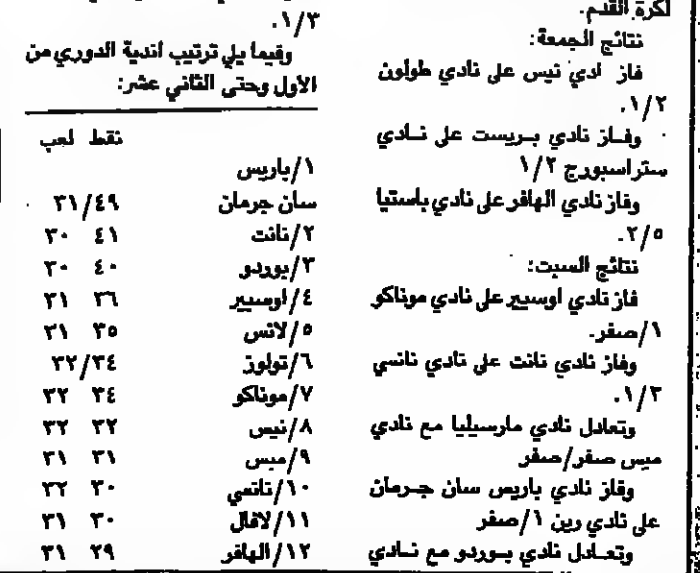 لكرة القدم.
نتائج الجمعة:
فاز نادي نيس على نادي طولون
١/٢.
وفاز نادي بريست على نادي
ستراسبورج ١/٢
وفاز نادي الهافر على نادي باستيا
٢/٥.
نتائج السبت:
فاز نادي اوسيير على نادي موناكو
١/صفر.
وفاز نادي نانت على نادي نانسي
١/٣.
وتعادل نادي مارسيليا مع نادي
ميس صفر/صفر
وفاز نادي باريس سان جرمان
على نادي رين ١/صفر
وتعادل نادي بوردو مع نادي
١/٣.
وفيما يلي ترتيب اندية الدوري من
الأول وحتى الثاني عشر:
نقط لعب
١/باريس
سان جرمان ٣١/٤٩
٢/نانت ٤١ ٣٠
٣/بوردو ٤٠ ٣٠
٤/اوسيير ٣٦ ٣١
٥/لانس ٣٥ ٣١
٦/تولوز ٣٢/٣٤
٧/موناكو ٣٤ ٣٢
٨/نيس ٣٢ ٣٢
٩/ميس ٣١ ٣١
١٠/نانسي ٣٠ ٣٢
١١/لافال ٣٠ ٣١
١٢/الهافر ٢٩ ٣١